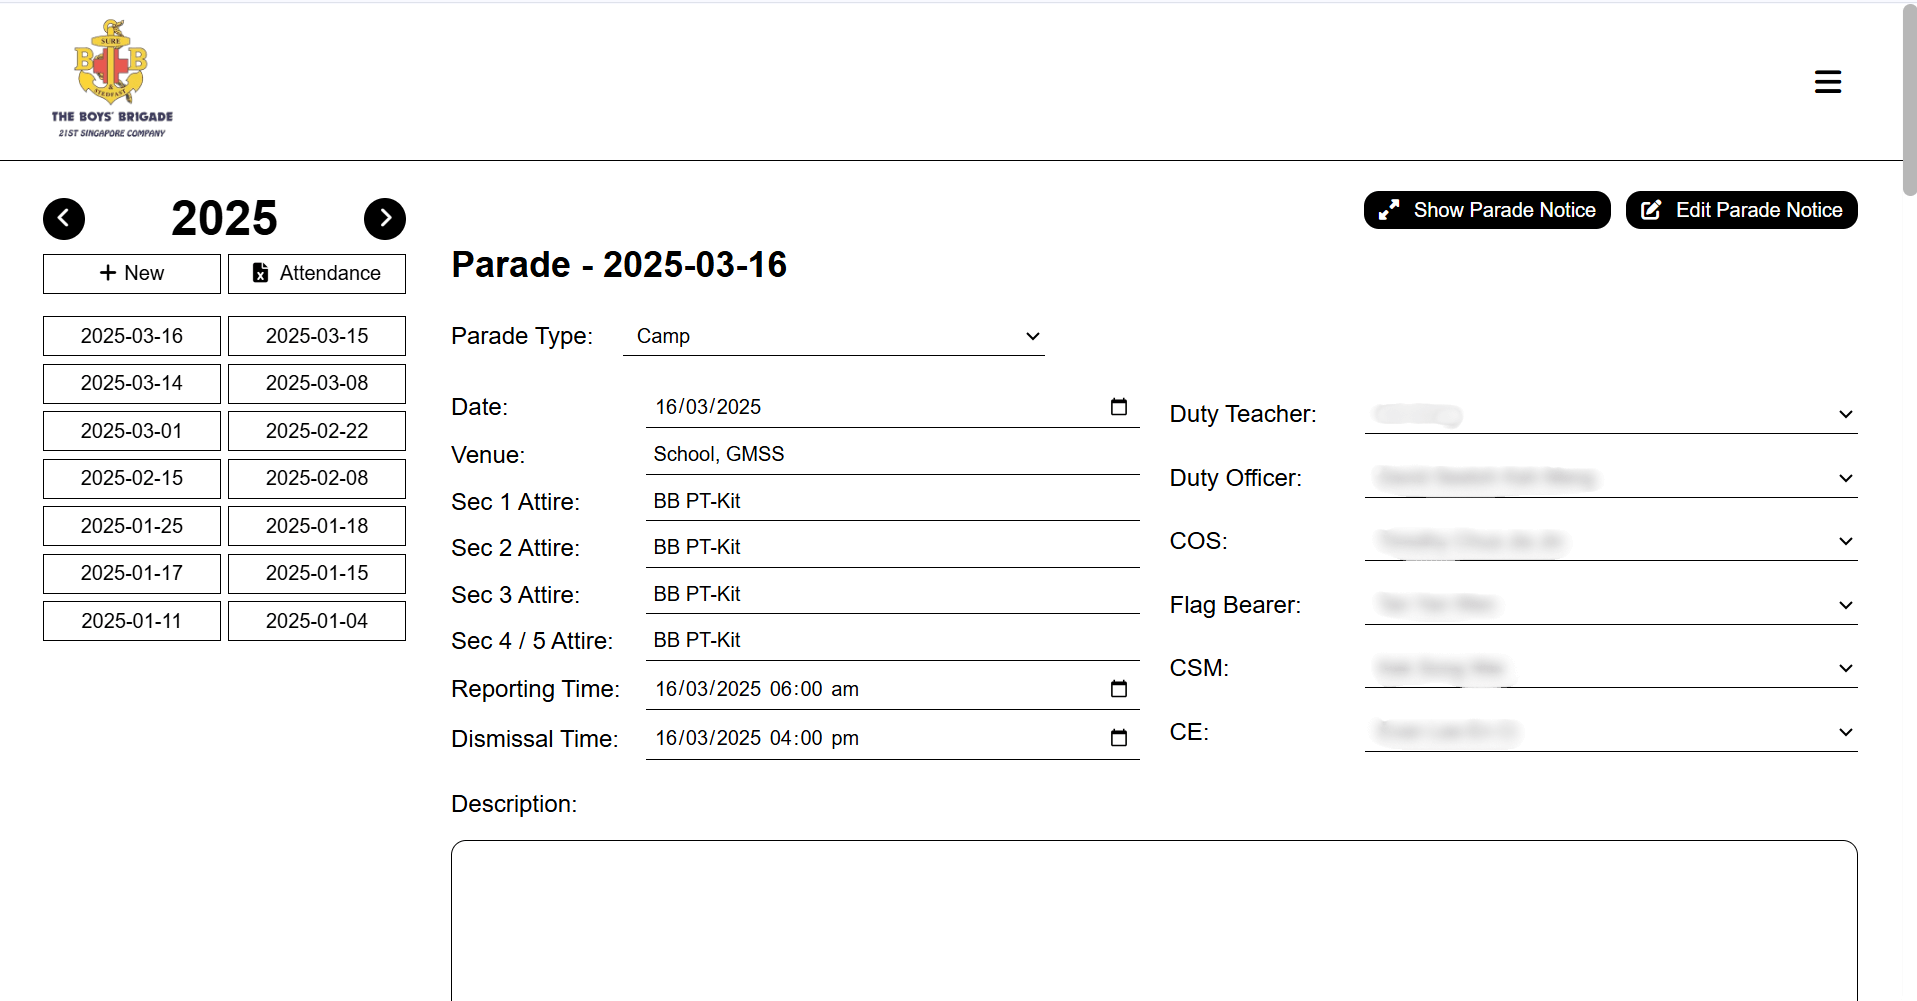 SURE
B B
&
STEDFAST
THE BOYS' BRIGADE
21ST SINGAPORE COMPANY
2025
New
Attendance
2025-03-16
2025-03-15
2025-03-14
2025-03-08
2025-03-01
2025-02-22
2025-02-15
2025-02-08
2025-01-25
2025-01-18
2025-01-17
2025-01-15
2025-01-11
2025-01-04
Show Parade Notice
Edit Parade Notice
Parade - 2025-03-16
Parade Type: Camp
Date: 16/03/2025
Venue: School, GMSS
Sec 1 Attire: BB PT-Kit
Sec 2 Attire: BB PT-Kit
Sec 3 Attire: BB PT-Kit
Sec 4 / 5 Attire: BB PT-Kit
Reporting Time: 16/03/2025 06:00 am
Dismissal Time: 16/03/2025 04:00 pm
Duty Teacher:
Duty Officer:
COS:
Flag Bearer:
CSM:
CE:
Description: